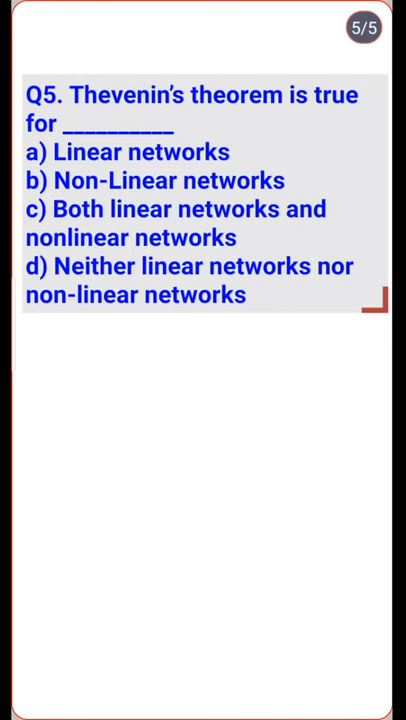 5/5
Q5. Thevenin's theorem is true
for __________
a) Linear networks
b) Non-Linear networks
c) Both linear networks and
nonlinear networks
d) Neither linear networks nor
non-linear networks